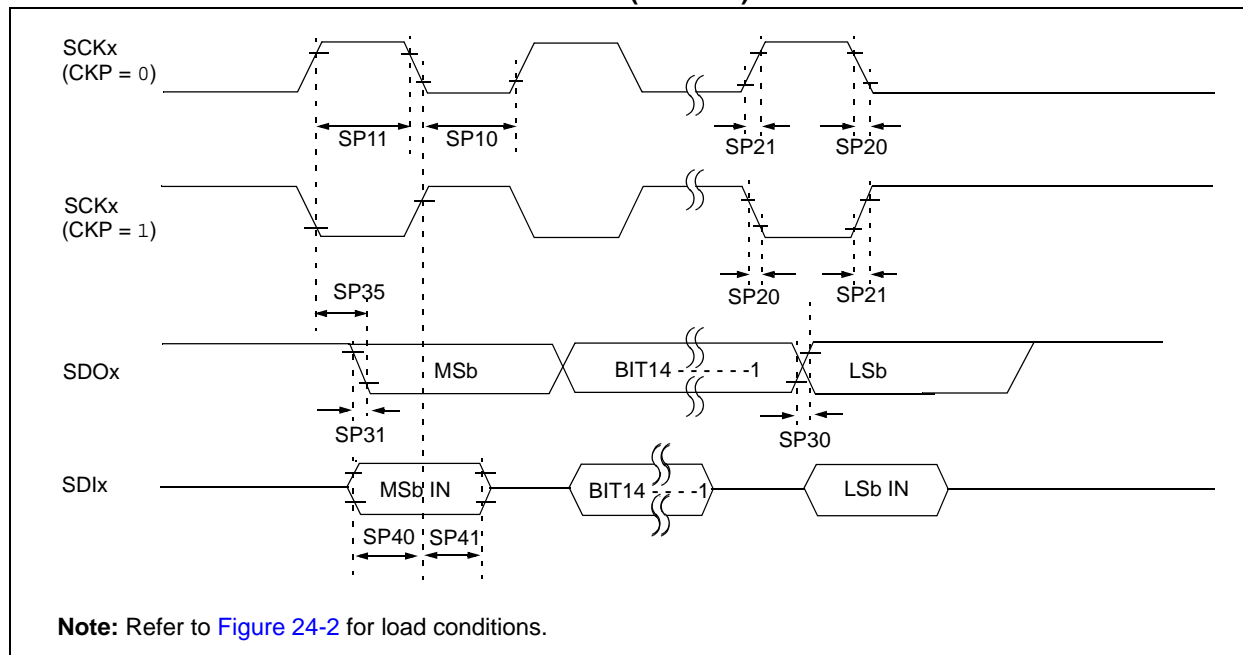 SCKx
(CKP = 0)
SP11
SP10
SP21
SP20
SCKx
(CKP = 1)
SP35
SP20
SP21
SDOx
MSb
BIT14 - - - - - -1
LSb
SP31
SP30
SDIx
MSb IN
BIT14 - - - -1
LSb IN
SP40
SP41
Note: Refer to Figure 24-2 for load conditions.